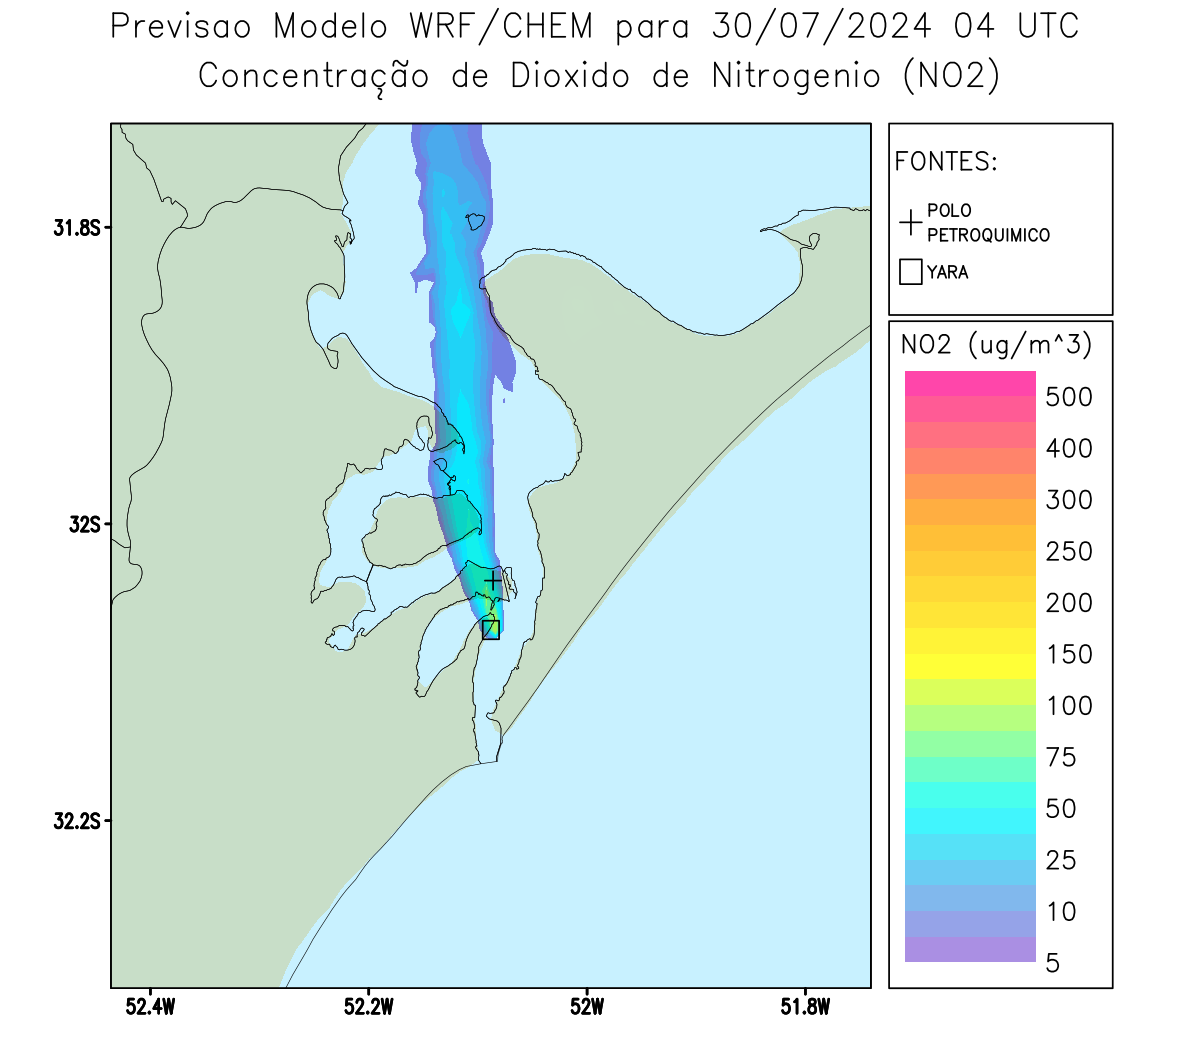 Previsao Modelo WRF/CHEM para 30/07/2024 04 UTC
Concentração de Dioxido de Nitrogenio (NO2)
FONTES:
POLO
PETROQUIMICO
YARA
NO2 (ug/m^3)
500
400
300
250
200
150
100
75
50
25
10
5
31.8S
32S
32.2S
52.4W
52.2W
52W
51.8W